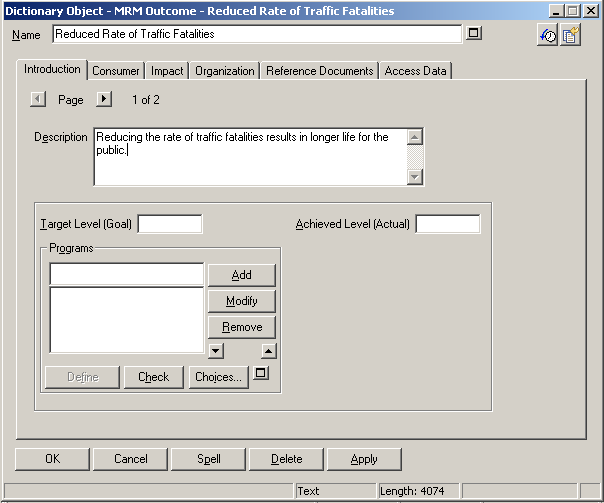 Dictionary Object - MRM Outcome - Reduced Rate of Traffic Fatalities
Name Reduced Rate of Traffic Fatalities
Introduction Consumer Impact Organization Reference Documents Access Data
Page 1 of 2
Description Reducing the rate of traffic fatalities results in longer life for the
public.
Target Level (Goal) Achieved Level (Actual)
Programs
Add
Modify
Remove
Define Check Choices...
OK Cancel Spell Delete Apply
Text Length: 4074